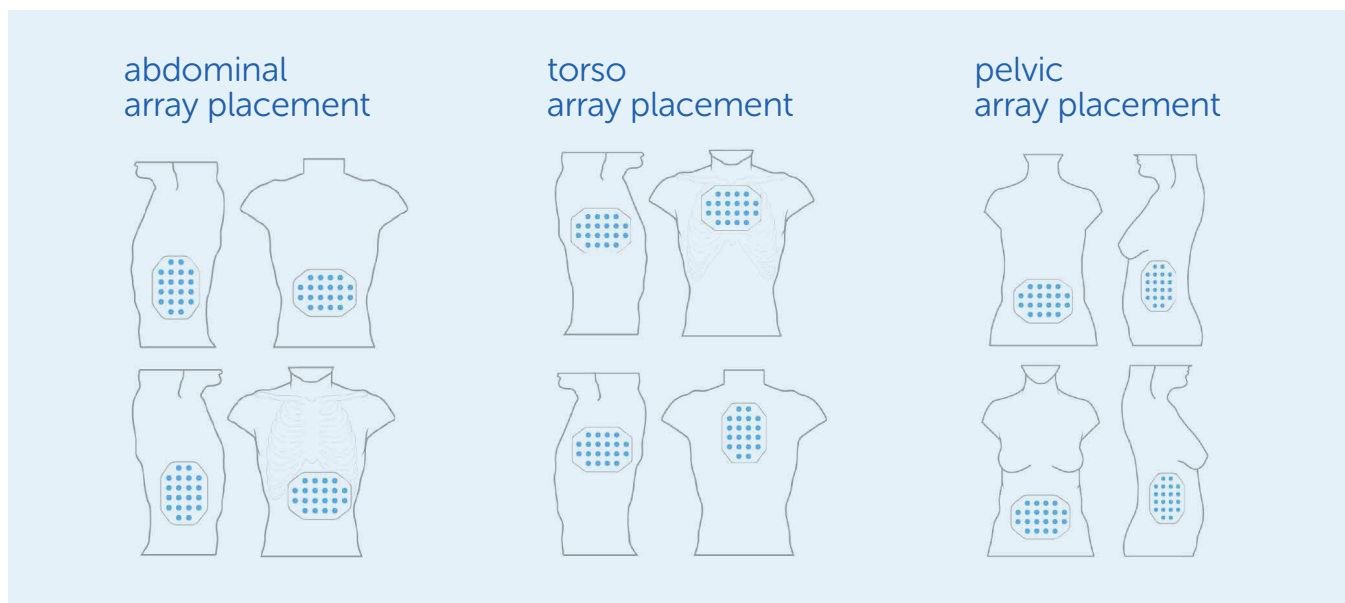 abdominal
array placement
torso
array placement
pelvic
array placement